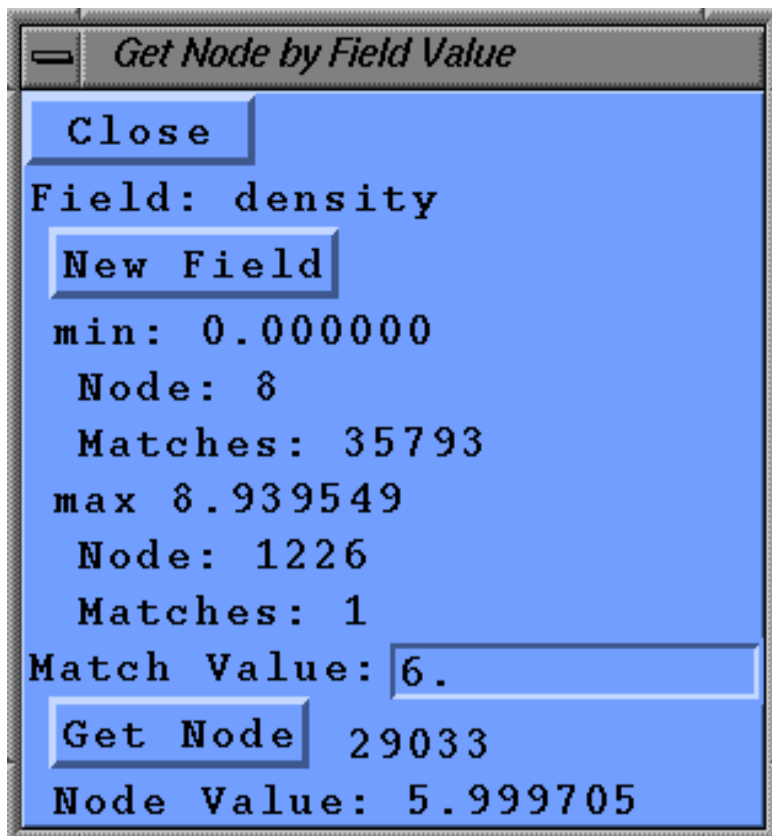 Get Node by Field Value
Close
Field: density
New Field
min: 0.000000
Node: 8
Matches: 35793
max 8.939549
Node: 1226
Matches: 1
Match Value: 6.
Get Node 29033
Node Value: 5.999705